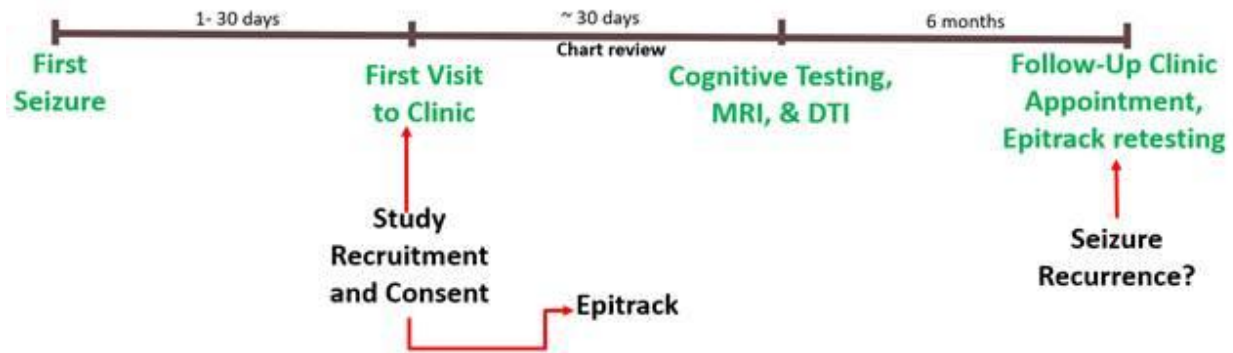 1- 30 days
~ 30 days
6 months
Chart review
First
Seizure
First Visit
to Clinic
Cognitive Testing,
MRI, & DTI
Follow-Up Clinic
Appointment,
Epitrack retesting
Study
Recruitment
and Consent
Epitrack
Seizure
Recurrence?